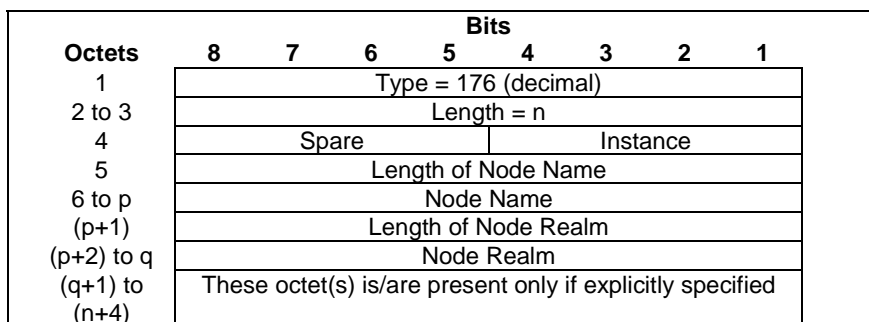 Bits
Octets 8 7 6 5 4 3 2 1
1 Type = 176 (decimal)
2 to 3 Length = n
4 Spare Instance
5 Length of Node Name
6 to p Node Name
(p+1) Length of Node Realm
(p+2) to q Node Realm
(q+1) to These octet(s) is/are present only if explicitly specified
(n+4)